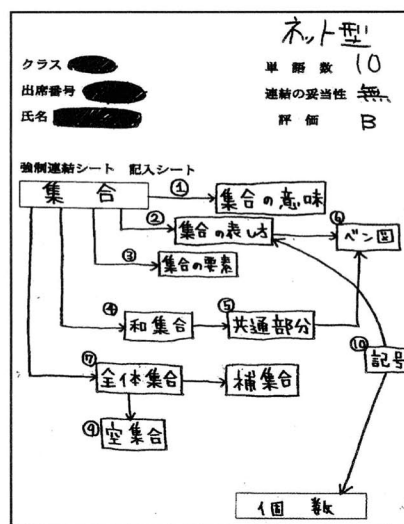 ネット型
クラス
単語数 10
出席番号
連結の妥当性 無
氏名
評価 B
強制連結シート 記入シート
集合
① 集合の意味
② 集合の表し方
⑥ ベン図
③ 集合の要素
④ 和集合
⑤ 共通部分
⑩ 記号
⑦ 全体集合
補集合
⑨ 空集合
個数